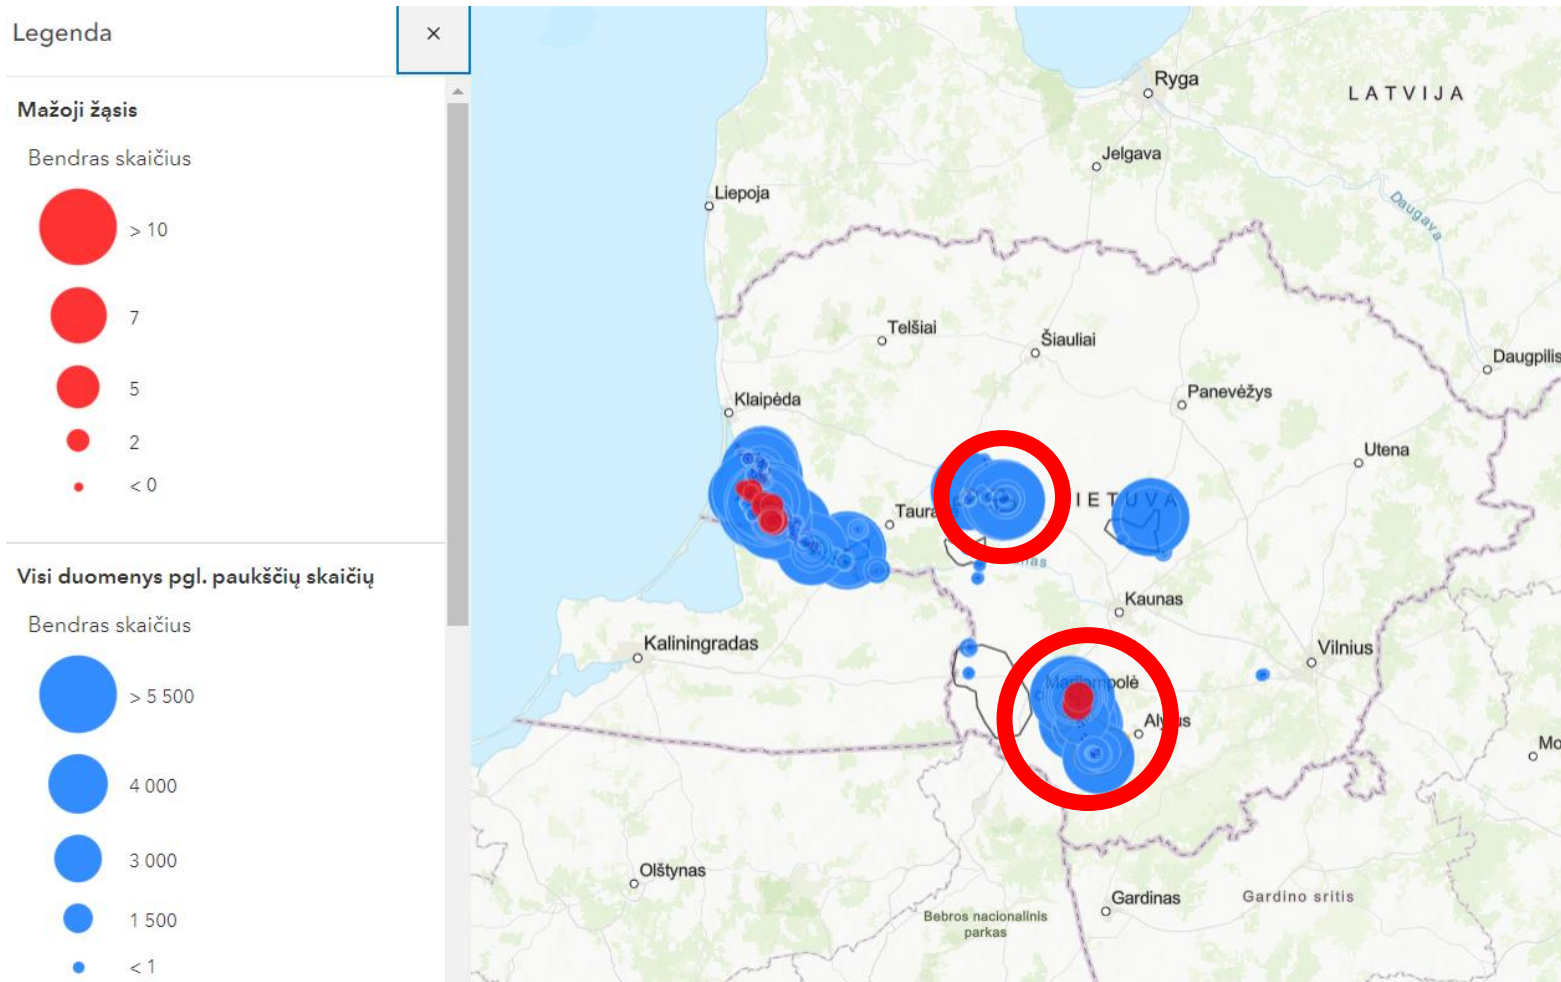 Legenda
Mažoji žąsis
Bendras skaičius
> 10
7
5
2
< 0
Visi duomenys pgl. paukščių skaičių
Bendras skaičius
> 5 500
4 000
3 000
1 500
< 1
Ryga
LATVIJA
Jelgava
Liepoja
Daugava
Telšiai
Šiauliai
Daugpilis
Panevėžys
Klaipėda
Utena
IETUVA
Kaunas
Vilnius
Kaliningradas
Marijampolė
Alytus
Mo
Olštynas
Gardinas
Gardino sritis
Bebros nacionalinis
parkas